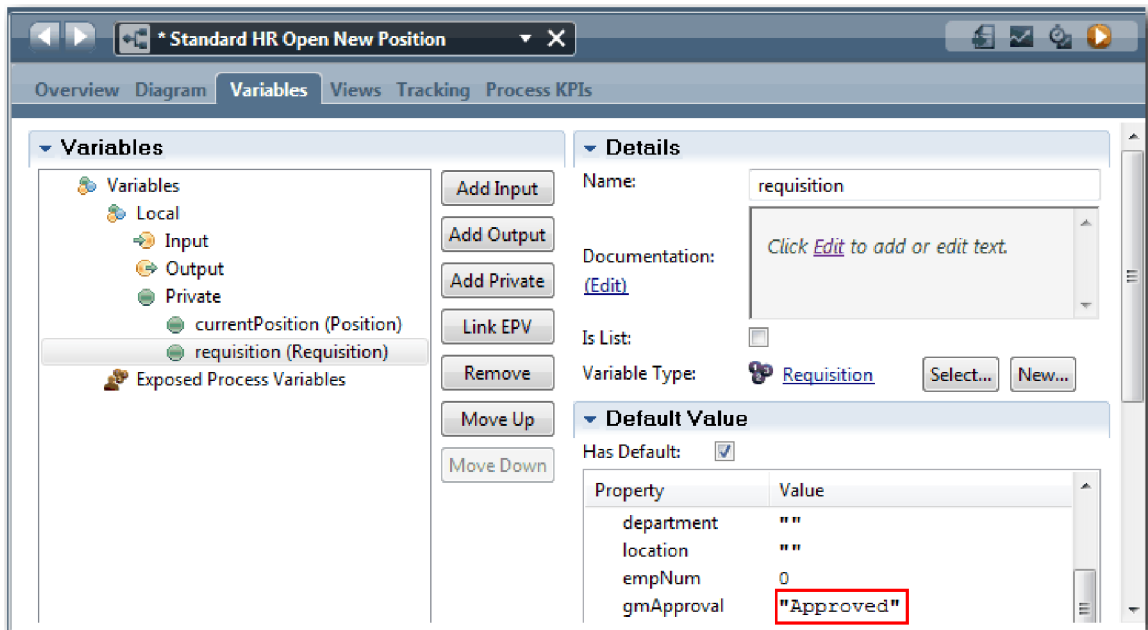 * Standard HR Open New Position
Overview Diagram Variables Views Tracking Process KPIs
Variables
Variables
Local
Input
Output
Private
currentPosition (Position)
requisition (Requisition)
Exposed Process Variables
Add Input
Add Output
Add Private
Link EPV
Remove
Move Up
Move Down
Details
Name: requisition
Documentation: (Edit)
Click Edit to add or edit text.
Is List:
Variable Type: Requisition Select... New...
Default Value
Has Default:
Property Value
department ""
location ""
empNum 0
gmApproval "Approved"